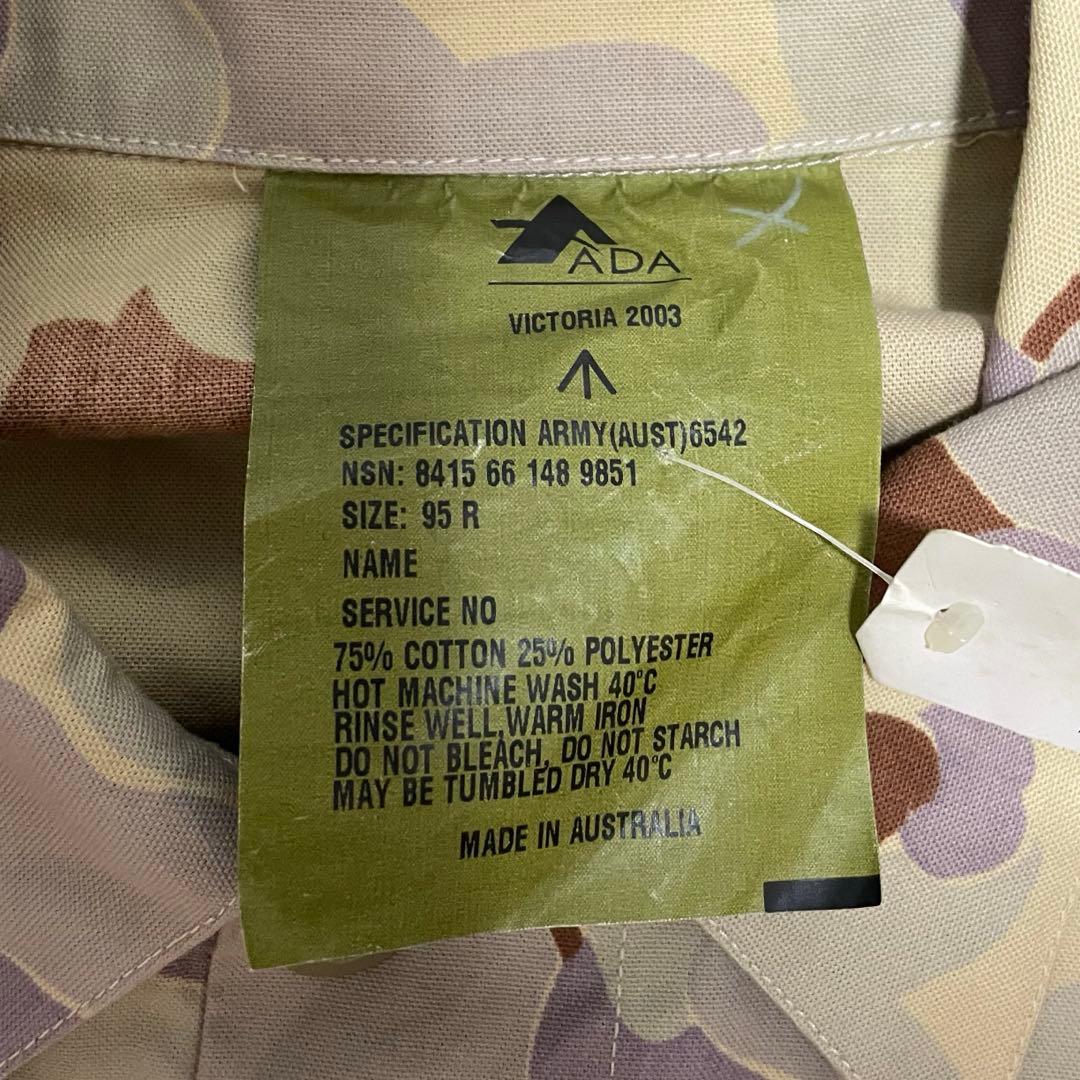 ADA
VICTORIA 2003
SPECIFICATION ARMY(AUST)6542
NSN: 8415 66 148 9851
SIZE: 95 R
NAME
SERVICE NO
75% COTTON 25% POLYESTER
HOT MACHINE WASH 40°C
RINSE WELL,WARM IRON
DO NOT BLEACH, DO NOT STARCH
MAY BE TUMBLED DRY 40°C
MADE IN AUSTRALIA